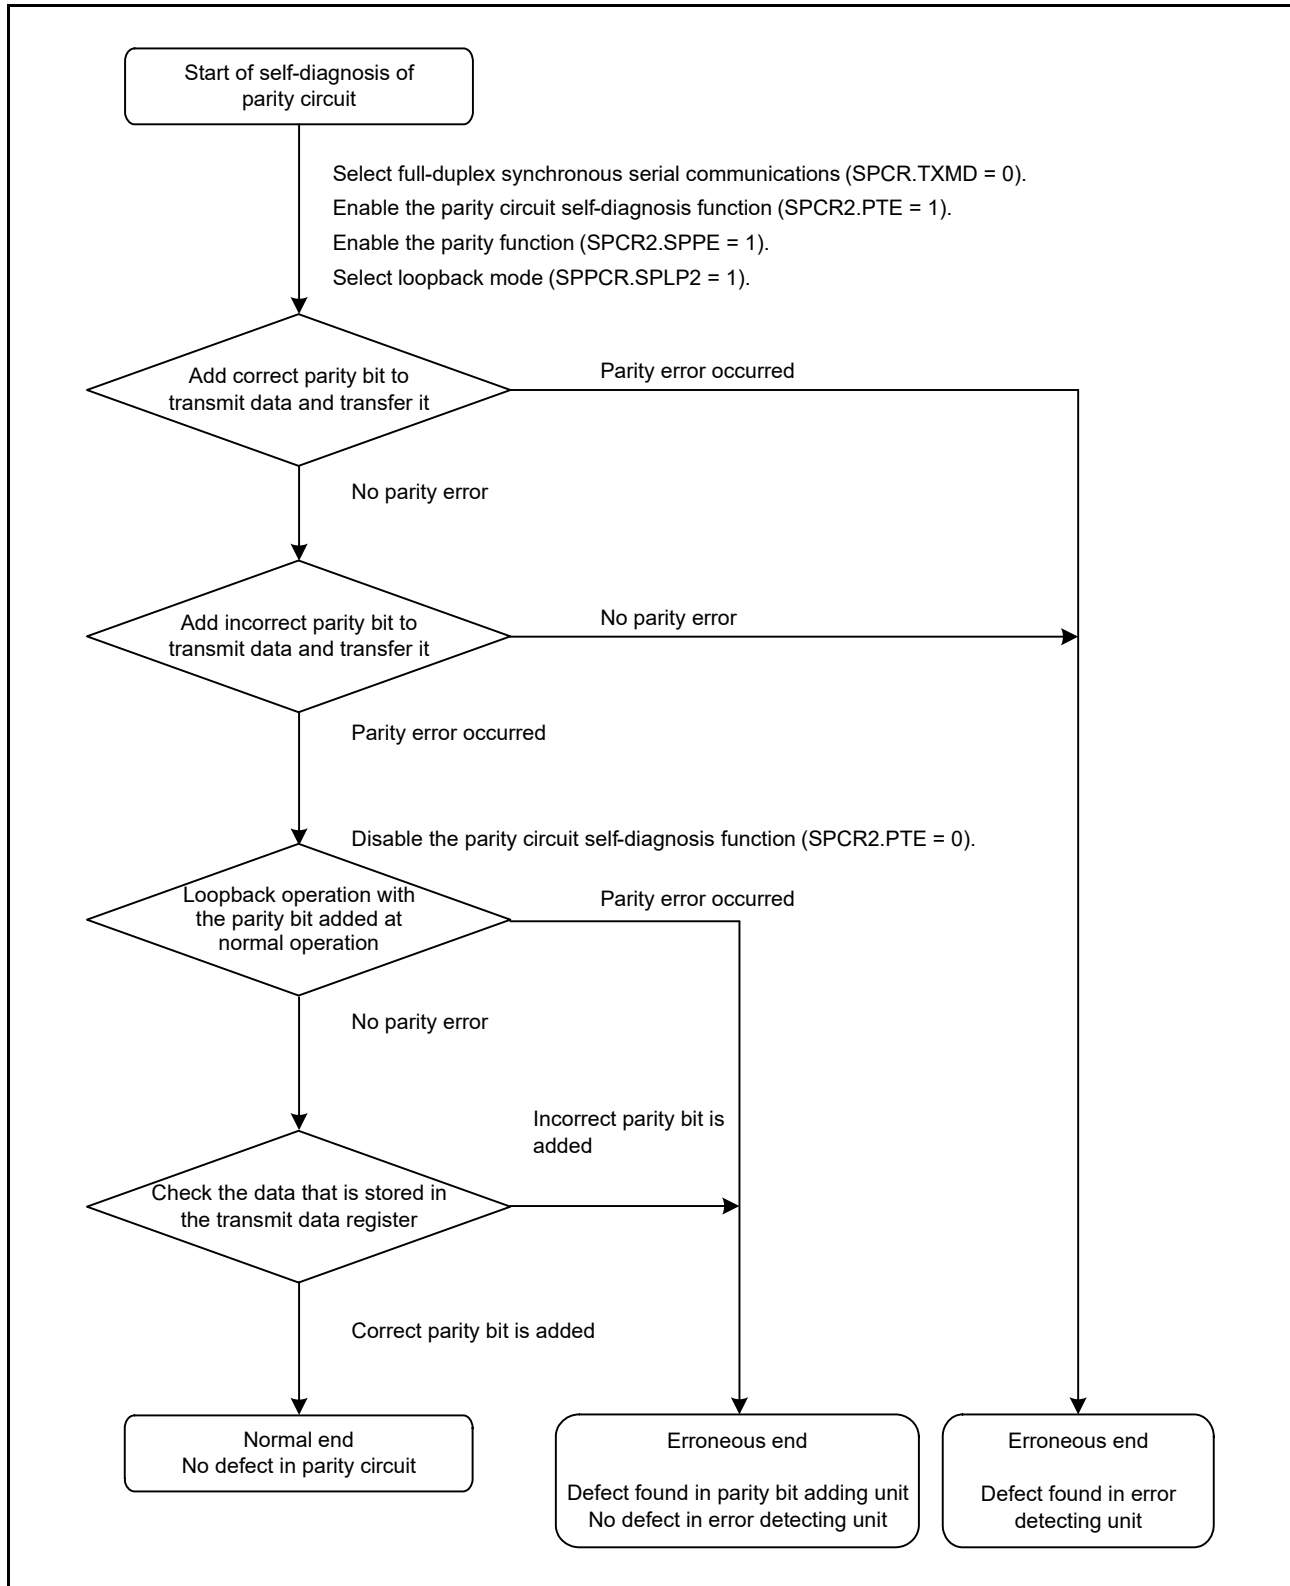 Start of self-diagnosis of
parity circuit
Select full-duplex synchronous serial communications (SPCR.TXMD = 0).
Enable the parity circuit self-diagnosis function (SPCR2.PTE = 1).
Enable the parity function (SPCR2.SPPE = 1).
Select loopback mode (SPPCR.SPLP2 = 1).
Add correct parity bit to
transmit data and transfer it
Parity error occurred
No parity error
Add incorrect parity bit to
transmit data and transfer it
No parity error
Parity error occurred
Disable the parity circuit self-diagnosis function (SPCR2.PTE = 0).
Loopback operation with
the parity bit added at
normal operation
Parity error occurred
No parity error
Incorrect parity bit is
added
Check the data that is stored in
the transmit data register
Correct parity bit is added
Normal end
No defect in parity circuit
Erroneous end
Defect found in parity bit adding unit
No defect in error detecting unit
Erroneous end
Defect found in error
detecting unit